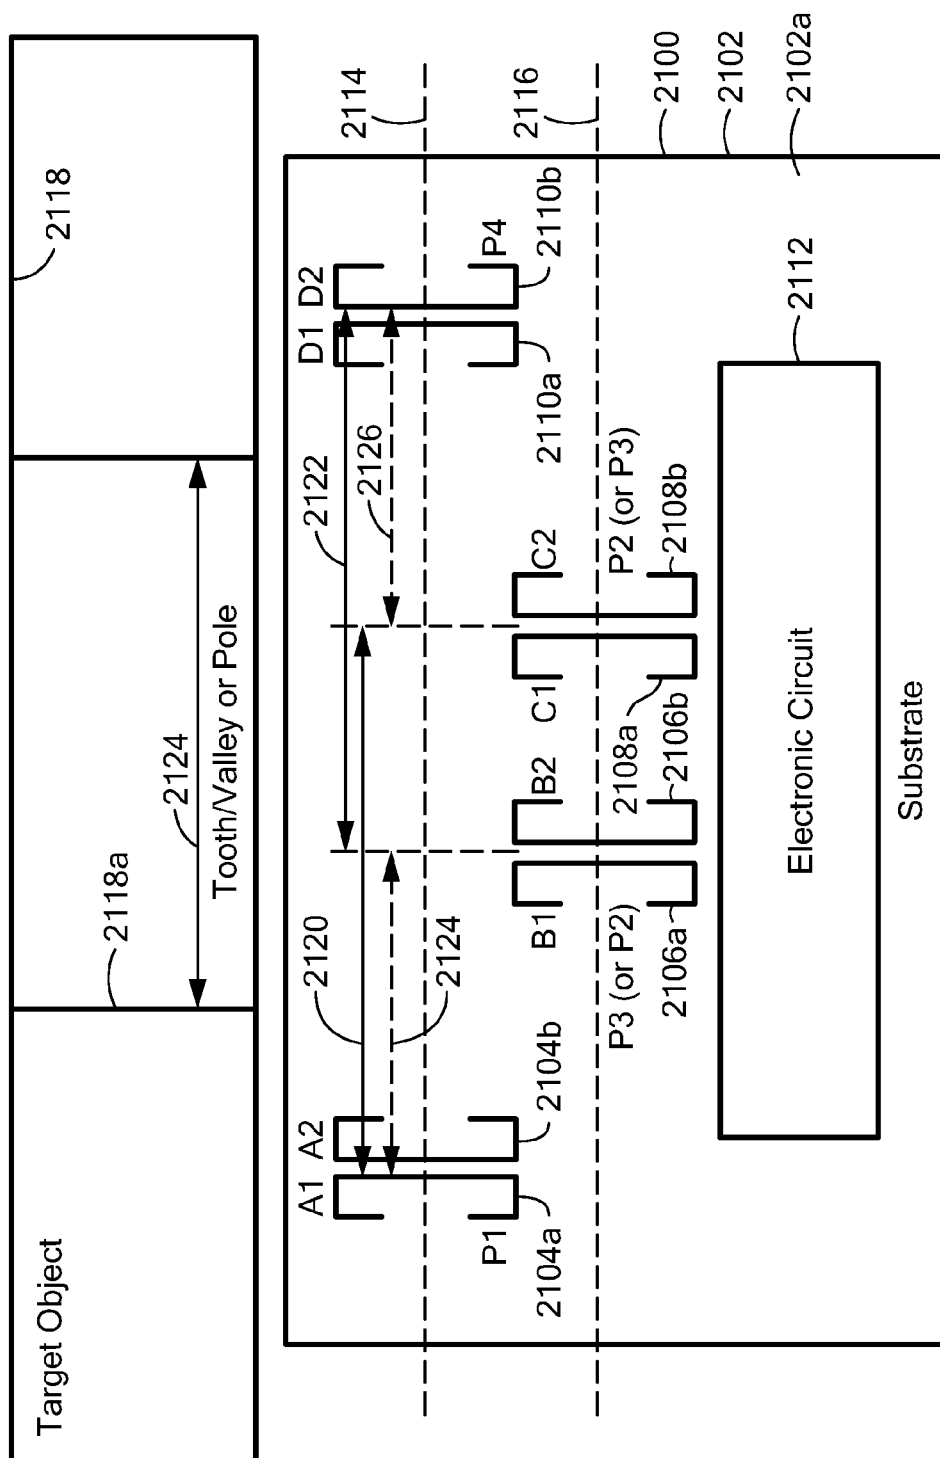 Target Object
2118a
2124
Tooth/Valley or Pole
2118
2114
2116
2100
2102
2102a
A1
A2
P1
2104a
2104b
2120
2124
2122
2126
D1
D2
P4
2110a
2110b
B1
B2
P3 (or P2)
2106a
2106b
C1
C2
P2 (or P3)
2108a
2108b
2112
Electronic Circuit
Substrate